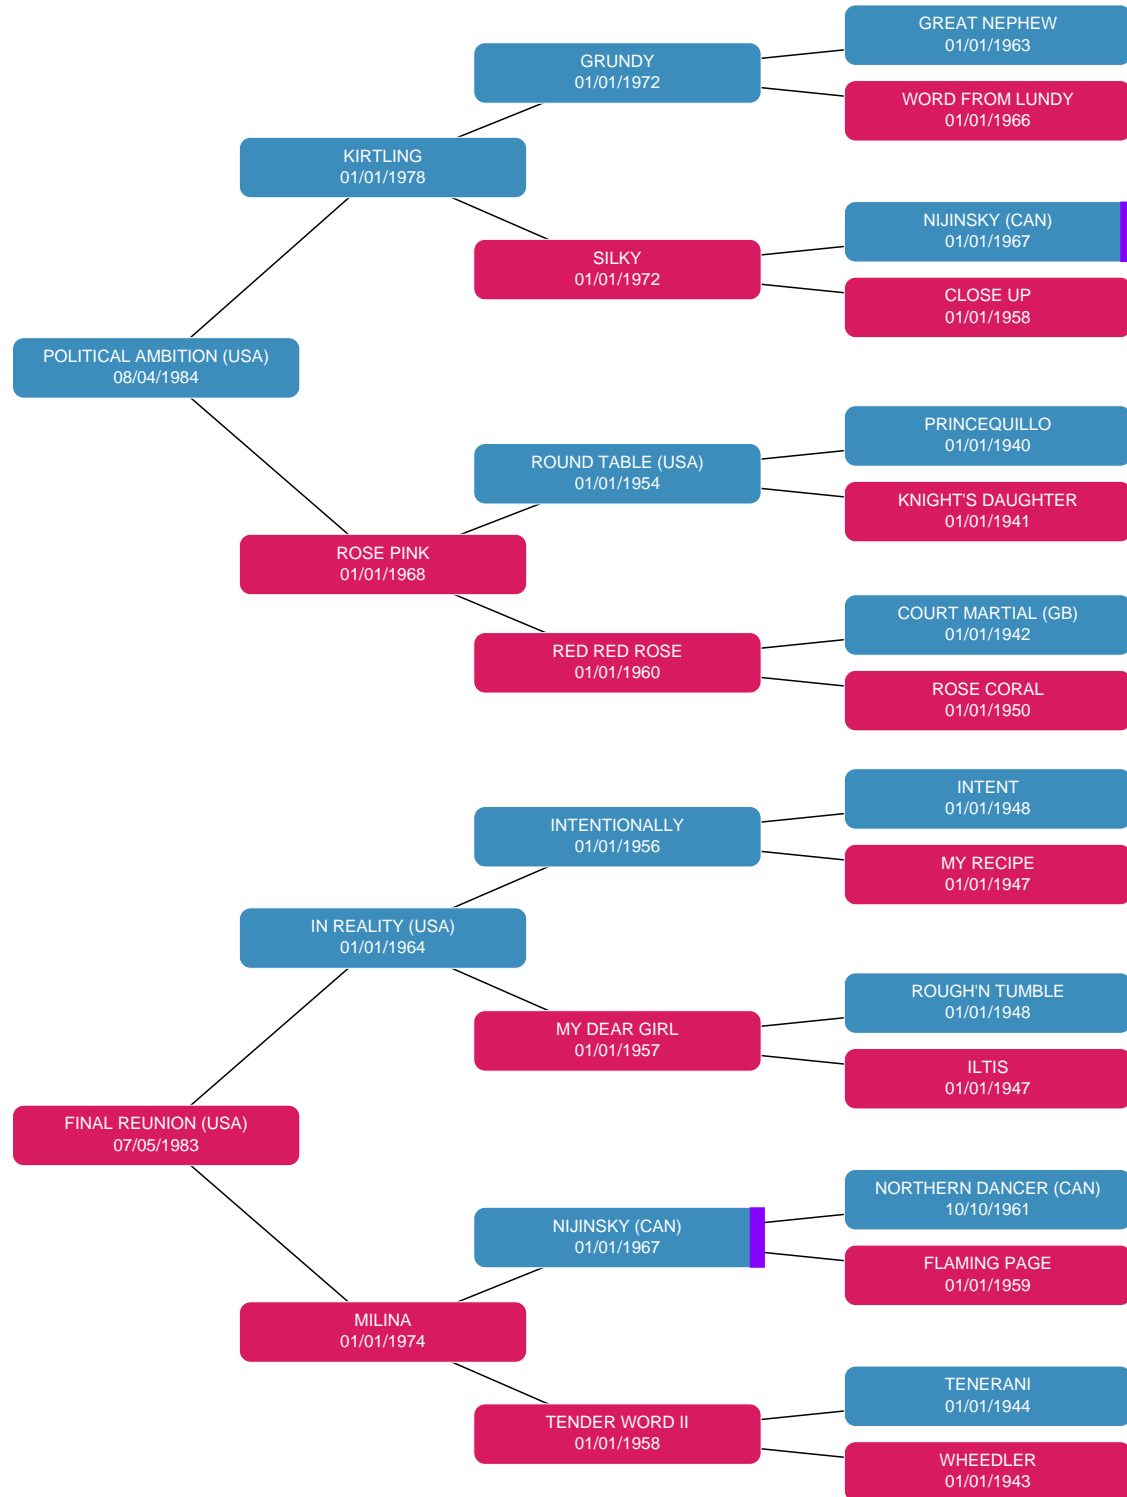 GREAT NEPHEW
01/01/1963
GRUNDY
01/01/1972
WORD FROM LUNDY
01/01/1966
KIRTLING
01/01/1978
NIJINSKY (CAN)
01/01/1967
SILKY
01/01/1972
CLOSE UP
01/01/1958
POLITICAL AMBITION (USA)
08/04/1984
PRINCEQUILLO
01/01/1940
ROUND TABLE (USA)
01/01/1954
KNIGHT'S DAUGHTER
01/01/1941
ROSE PINK
01/01/1968
COURT MARTIAL (GB)
01/01/1942
RED RED ROSE
01/01/1960
ROSE CORAL
01/01/1950
INTENT
01/01/1948
INTENTIONALLY
01/01/1956
MY RECIPE
01/01/1947
IN REALITY (USA)
01/01/1964
ROUGH'N TUMBLE
01/01/1948
MY DEAR GIRL
01/01/1957
ILTIS
01/01/1947
FINAL REUNION (USA)
07/05/1983
NORTHERN DANCER (CAN)
10/10/1961
NIJINSKY (CAN)
01/01/1967
FLAMING PAGE
01/01/1959
MILINA
01/01/1974
TENERANI
01/01/1944
TENDER WORD II
01/01/1958
WHEEDLER
01/01/1943